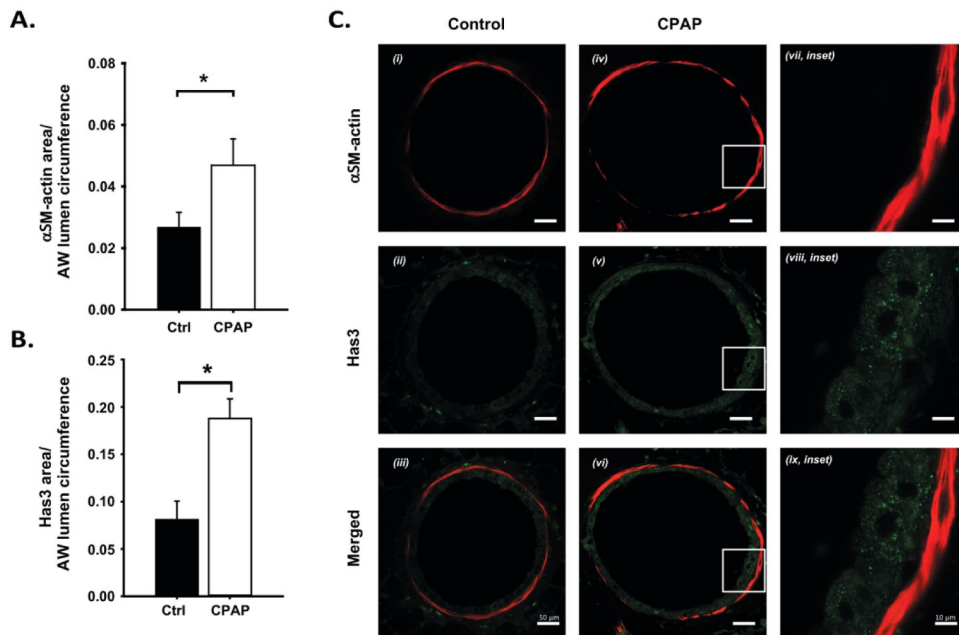 A.
αSM-actin area/
AW lumen circumference
0.08
0.06
0.04
0.02
0.00
*
Ctrl CPAP
B.
Has3 area/
AW lumen circumference
0.25
0.20
0.15
0.10
0.05
0.00
*
Ctrl CPAP
C.
Control CPAP
αSM-actin
(i) (iv) (vii, inset)
Has3
(ii) (v) (viii, inset)
Merged
(iii) (vi) (ix, inset)
50 μm 10 μm